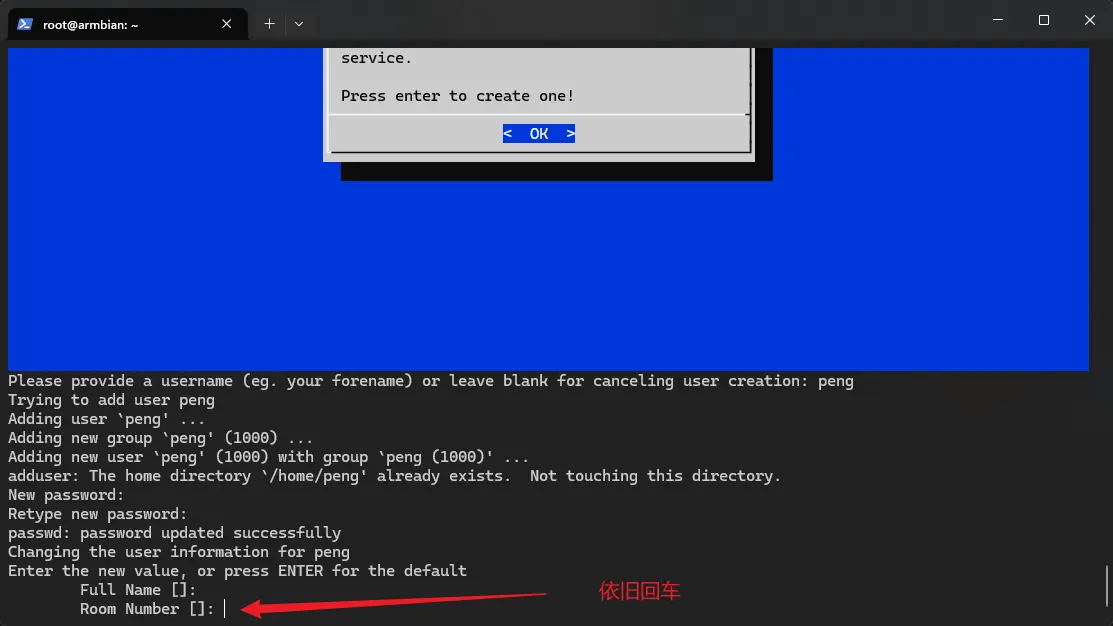 root@armbian: ~
service.
Press enter to create one!
<  OK  >
Please provide a username (eg. your forename) or leave blank for canceling user creation: peng
Trying to add user peng
Adding user `peng' ...
Adding new group `peng' (1000) ...
Adding new user `peng' (1000) with group `peng (1000)' ...
adduser: The home directory `/home/peng' already exists.  Not touching this directory.
New password:
Retype new password:
passwd: password updated successfully
Changing the user information for peng
Enter the new value, or press ENTER for the default
Full Name []:
Room Number []:
依旧回车